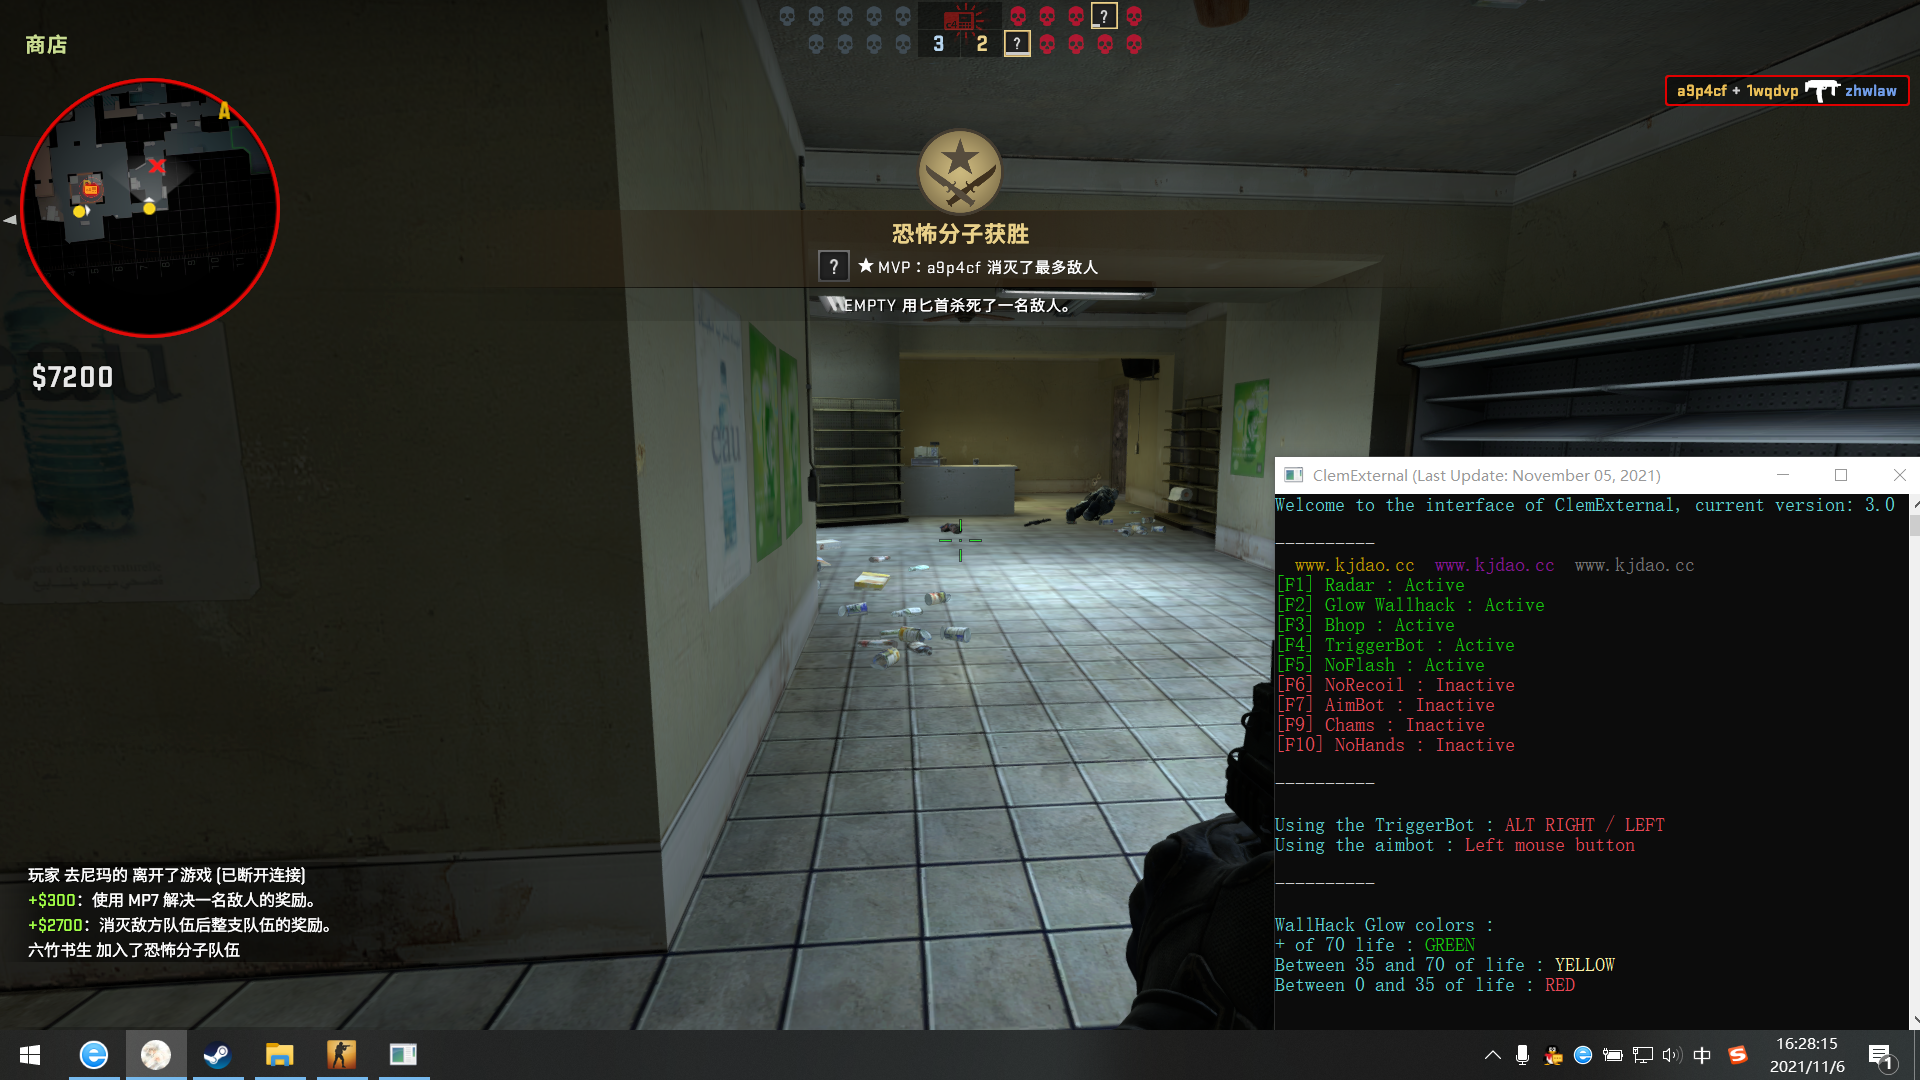 商店
3 2
?
?
a9p4cf + 1wqdvp zhwlaw
A
恐怖分子获胜
? ★ MVP：a9p4cf 消灭了最多敌人
EMPTY 用匕首杀死了一名敌人。
$7200
eau
eau
ClemExternal (Last Update: November 05, 2021)
Welcome to the interface of ClemExternal, current version: 3.0
----------
www.kjdao.cc www.kjdao.cc www.kjdao.cc
[F1] Radar : Active
[F2] Glow Wallhack : Active
[F3] Bhop : Active
[F4] TriggerBot : Active
[F5] NoFlash : Active
[F6] NoRecoil : Inactive
[F7] AimBot : Inactive
[F9] Chams : Inactive
[F10] NoHands : Inactive
----------
Using the TriggerBot : ALT RIGHT / LEFT
Using the aimbot : Left mouse button
----------
WallHack Glow colors :
+ of 70 life : GREEN
Between 35 and 70 of life : YELLOW
Between 0 and 35 of life : RED
玩家 去尼玛的 离开了游戏 (已断开连接)
+$300：使用 MP7 解决一名敌人的奖励。
+$2700：消灭敌方队伍后整支队伍的奖励。
六竹书生 加入了恐怖分子队伍
中
16:28:15
2021/11/6
1